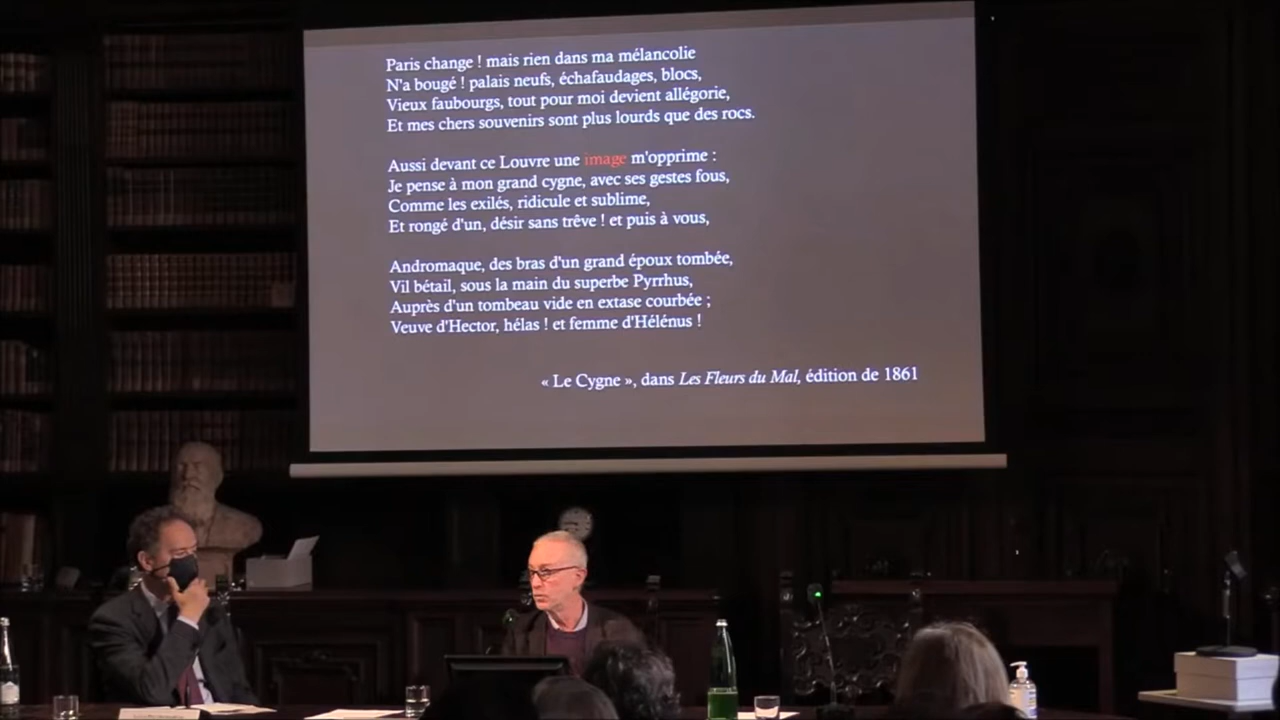 Paris change ! mais rien dans ma mélancolie
N'a bougé ! palais neufs, échafaudages, blocs,
Vieux faubourgs, tout pour moi devient allégorie,
Et mes chers souvenirs sont plus lourds que des rocs.
Aussi devant ce Louvre une image m'opprime :
Je pense à mon grand cygne, avec ses gestes fous,
Comme les exilés, ridicule et sublime,
Et rongé d'un, désir sans trêve ! et puis à vous,
Andromaque, des bras d'un grand époux tombée,
Vil bétail, sous la main du superbe Pyrrhus,
Auprès d'un tombeau vide en extase courbée ;
Veuve d'Hector, hélas ! et femme d'Hélénus !
« Le Cygne », dans Les Fleurs du Mal, édition de 1861